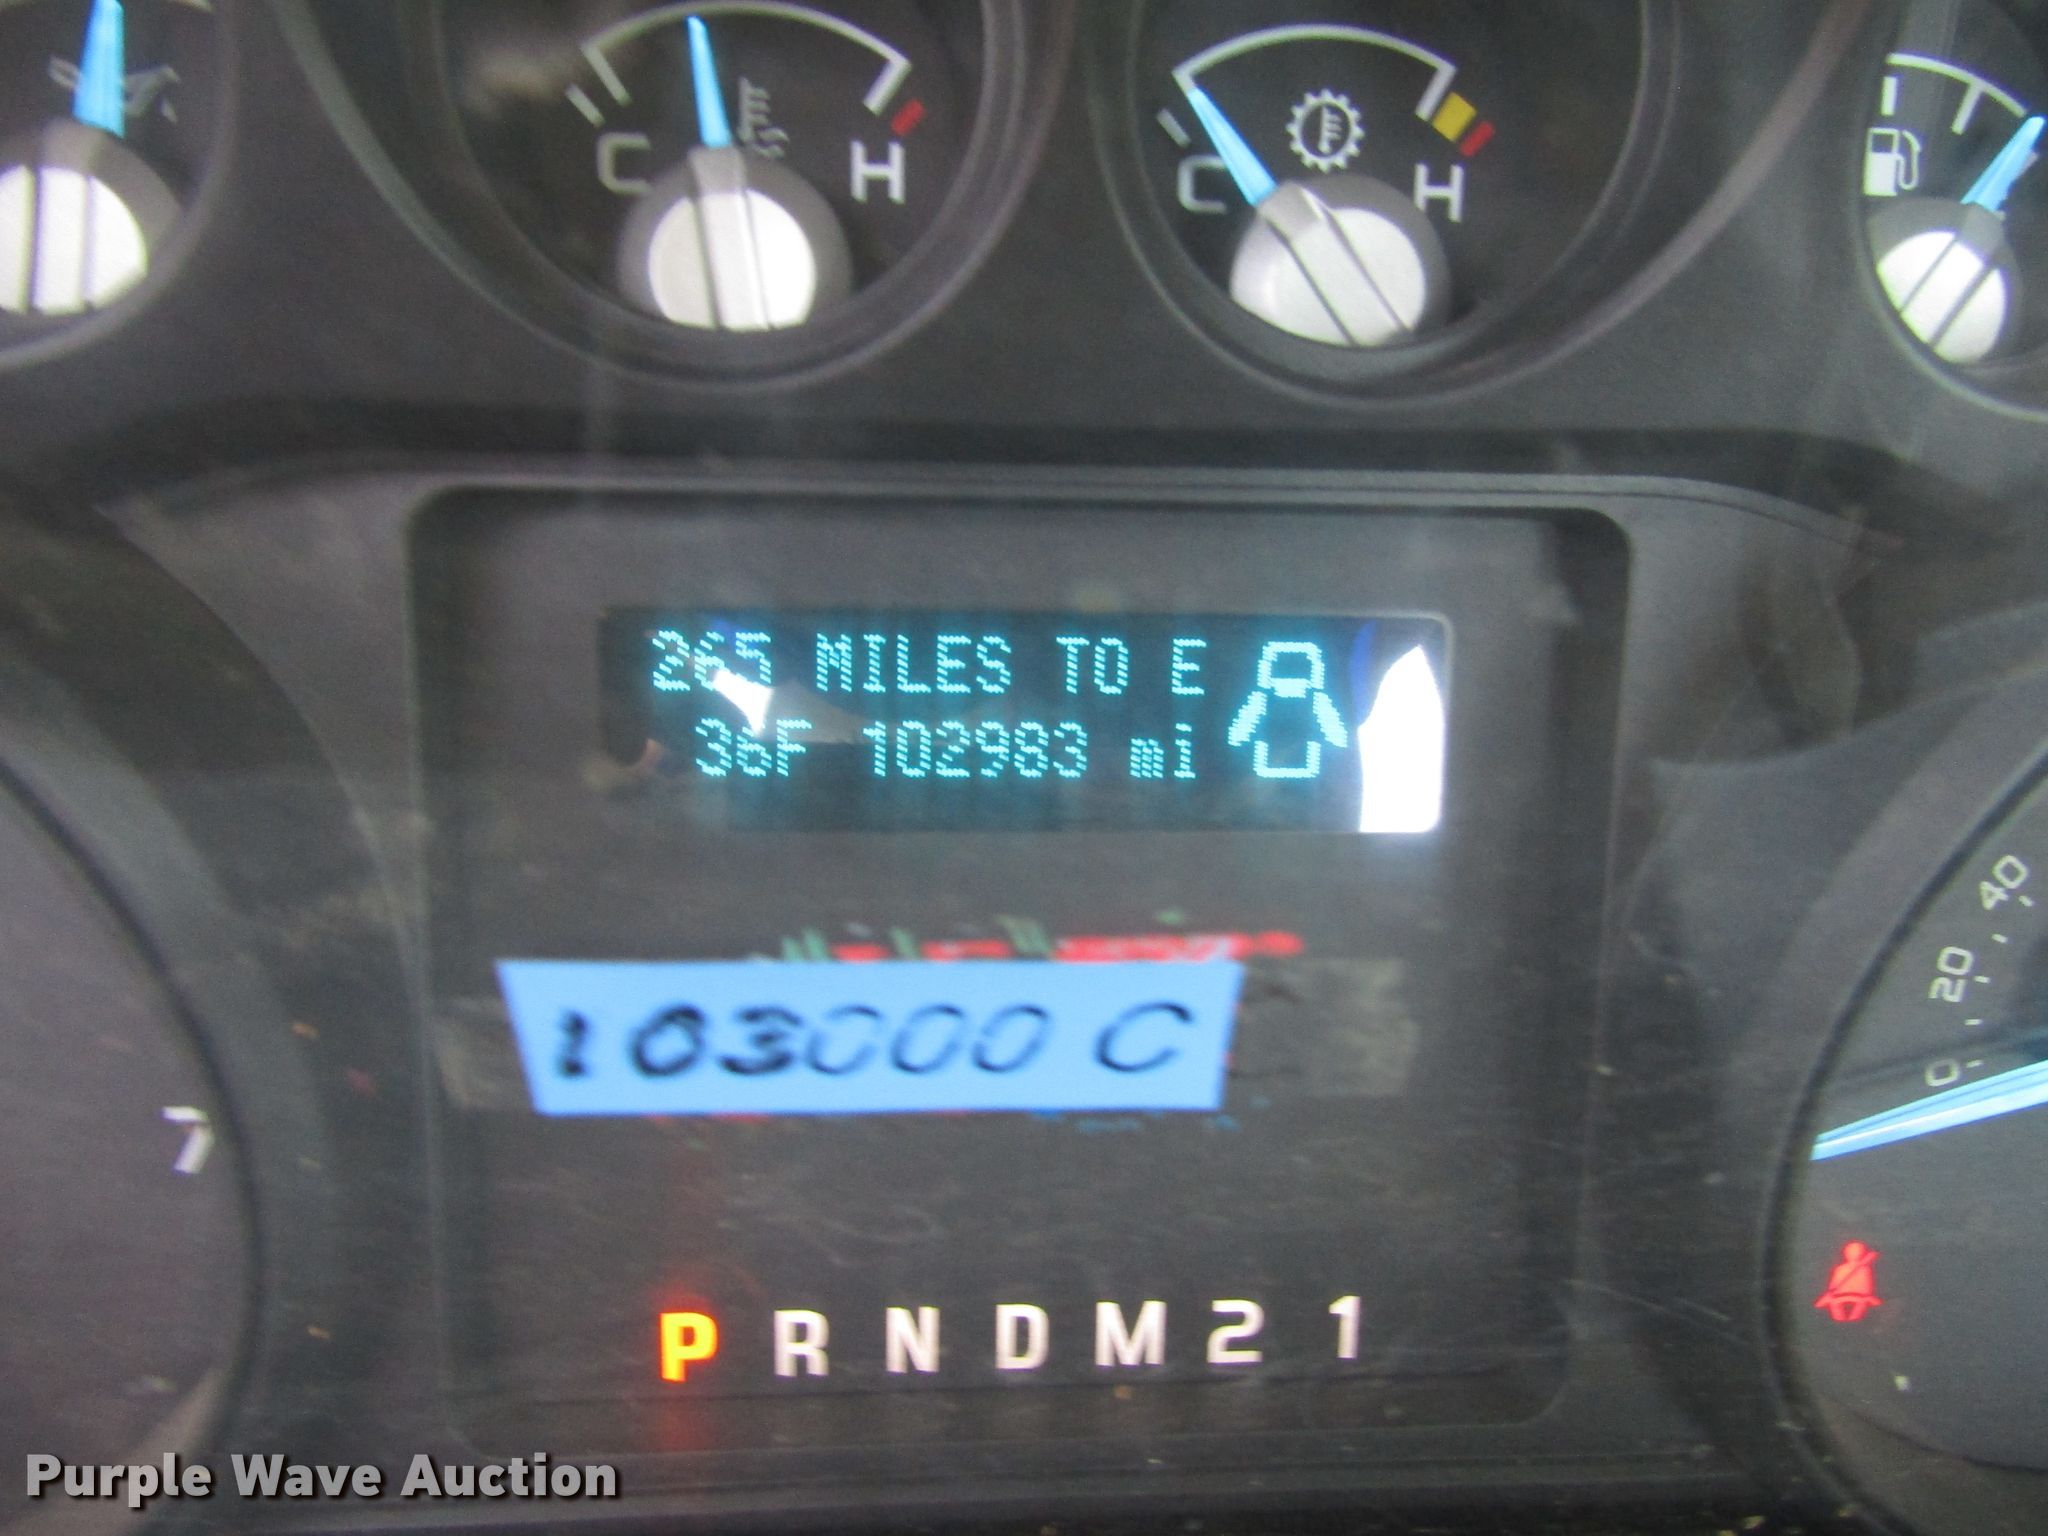 C H
C H
265 MILES TO E
36F 102983 mi
40
20
0
103000 C
7
P R N D M 2 1
Purple Wave Auction